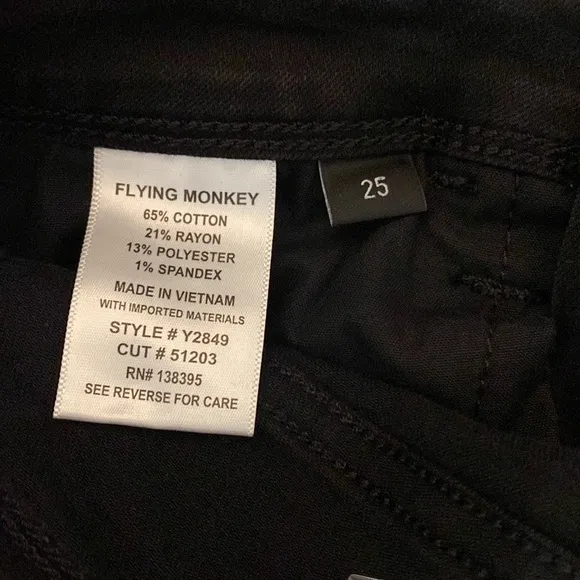 FLYING MONKEY
65% COTTON
21% RAYON
13% POLYESTER
1% SPANDEX
MADE IN VIETNAM
WITH IMPORTED MATERIALS
STYLE # Y2849
CUT # 51203
RN# 138395
SEE REVERSE FOR CARE
25